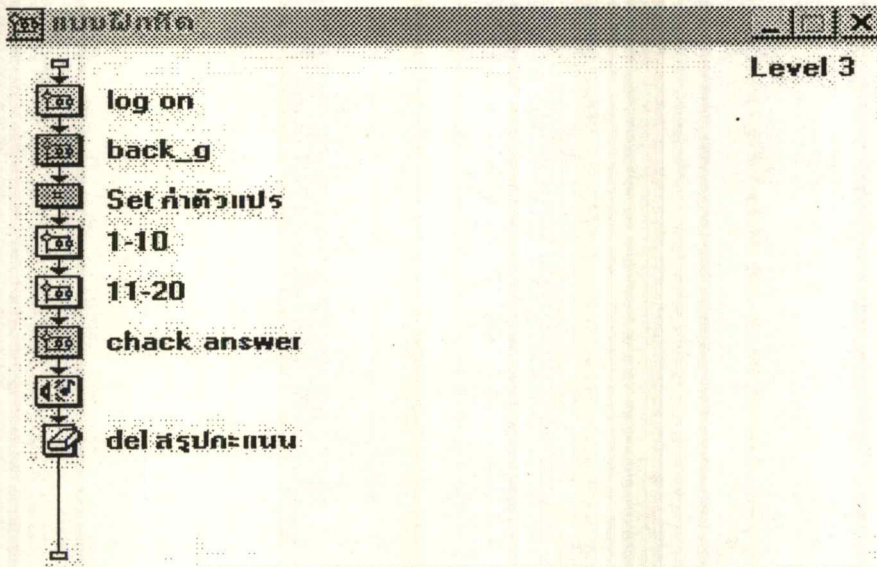 แบบฝึกหัด
Level 3
log on
back_g
Set ค่าตัวแปร
1-10
11-20
chack answer
del สรุปคะแนน